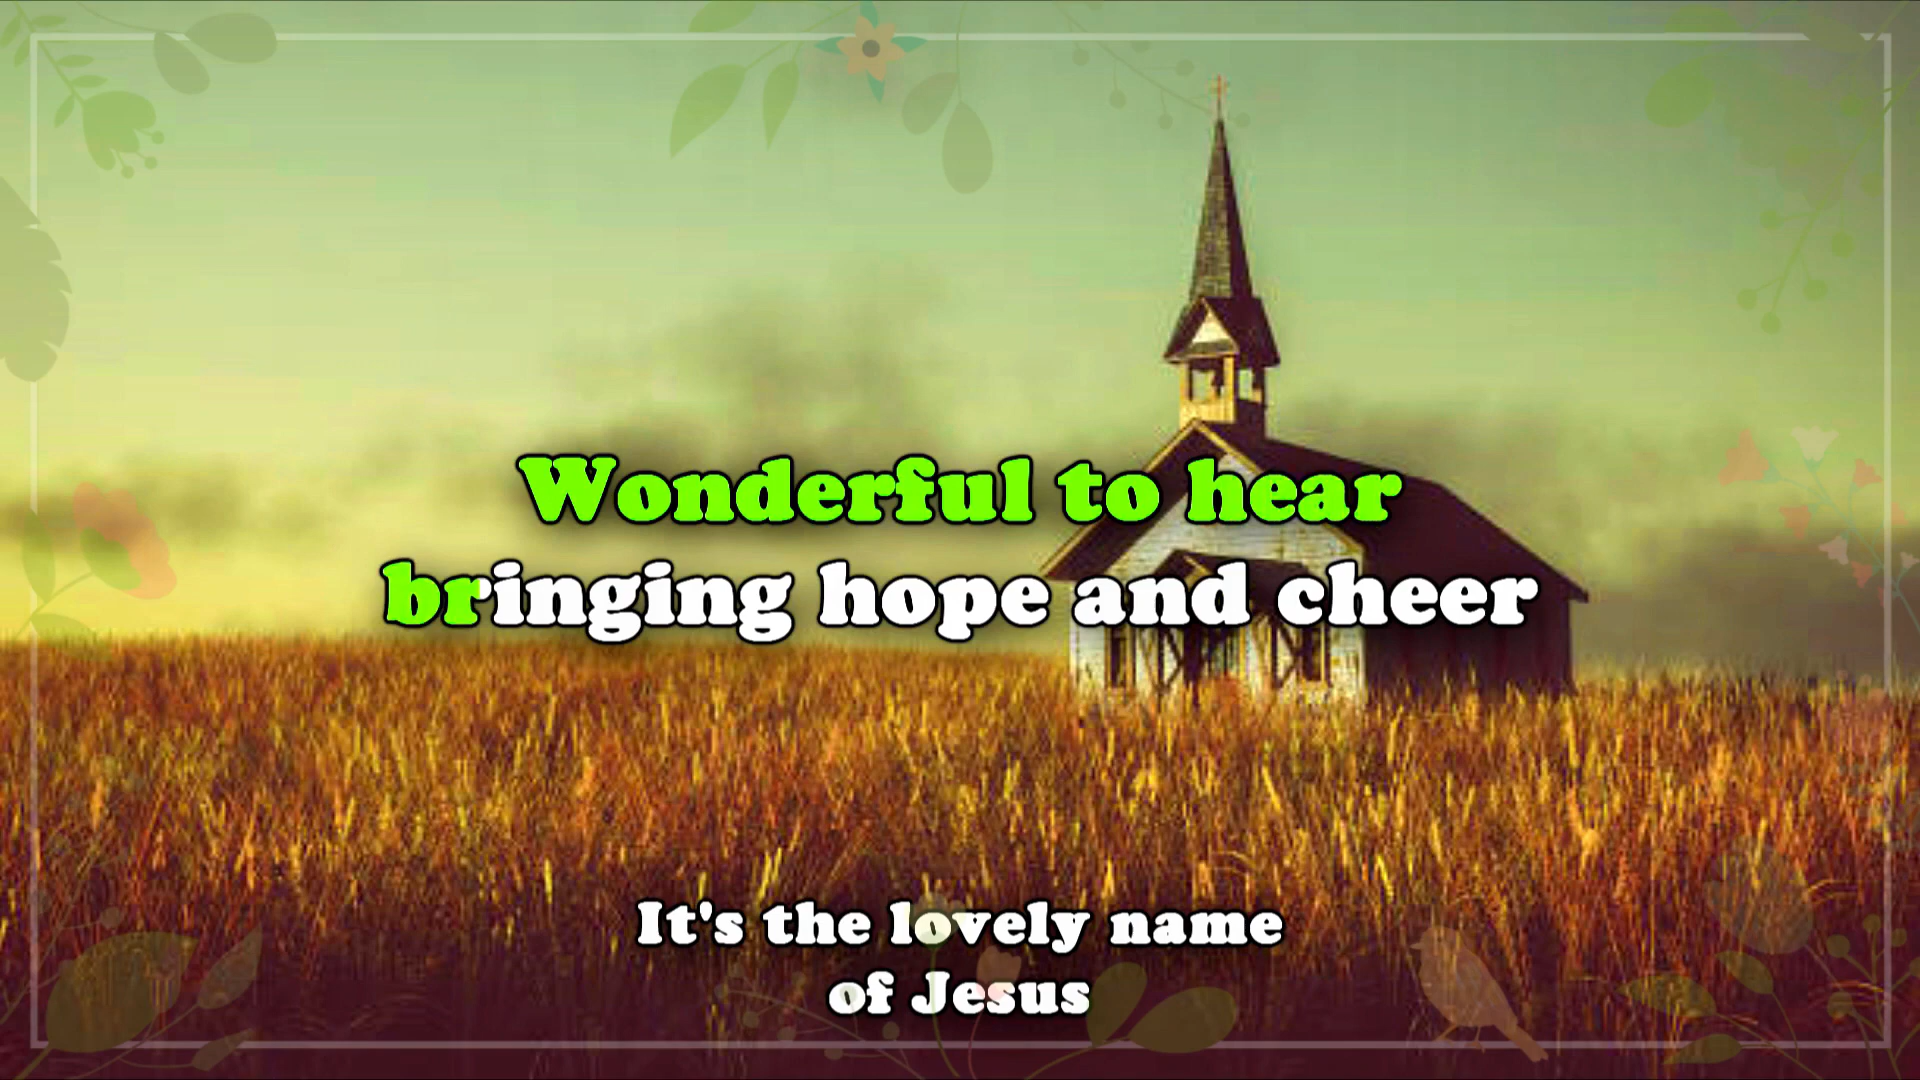 Wonderful to hear
bringing hope and cheer
It's the lovely name
of Jesus